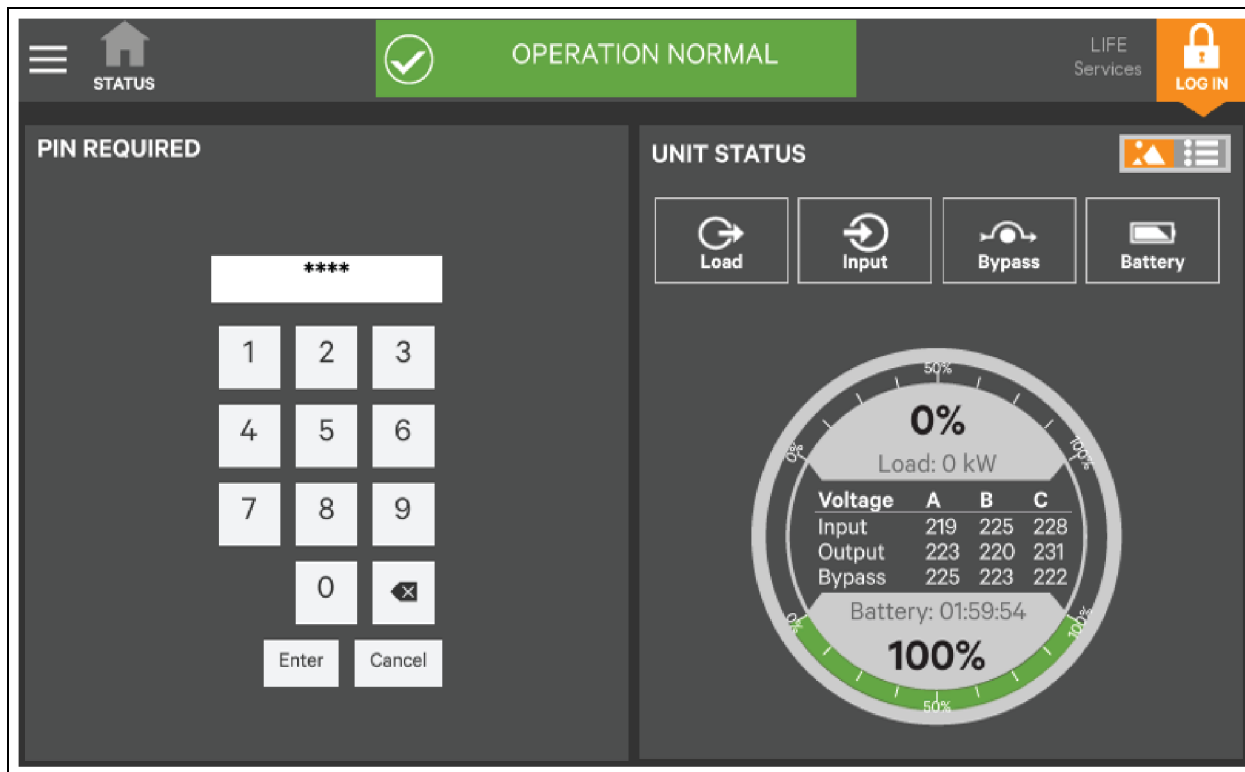 STATUS
OPERATION NORMAL
LIFE
Services
LOG IN
PIN REQUIRED
****
1 2 3
4 5 6
7 8 9
0
Enter Cancel
UNIT STATUS
Load Input Bypass Battery
50%
0% 100%
0%
Load: 0 kW
Voltage A B C
Input 219 225 228
Output 223 220 231
Bypass 225 223 222
Battery: 01:59:54
0% 100%
100%
50%